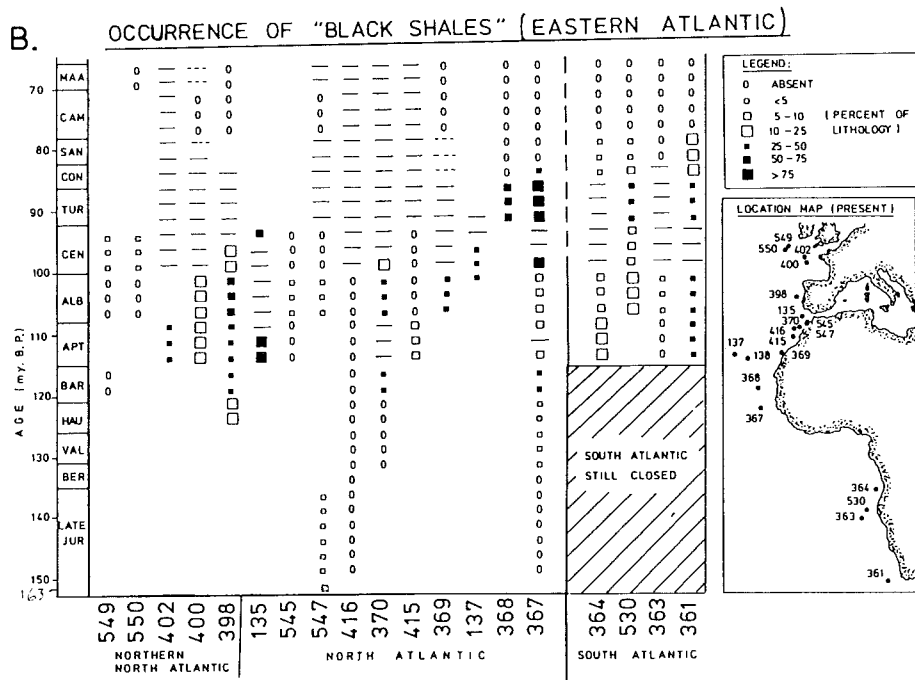 B.
OCCURRENCE OF "BLACK SHALES" (EASTERN ATLANTIC)
AGE (my.B.P.)
70
80
90
100
110
120
130
140
150
163
MAA
CAM
SAN
CON
TUR
CEN
ALB
APT
BAR
HAU
VAL
BER
LATE
JUR
SOUTH ATLANTIC
STILL CLOSED
549
550
402
400
398
135
545
547
416
370
415
369
137
368
367
364
530
363
361
NORTHERN
NORTH ATLANTIC
NORTH ATLANTIC
SOUTH ATLANTIC
LEGEND:
0 ABSENT
<5
5-10
10-25
25-50
50-75
>75
(PERCENT OF
LITHOLOGY)
LOCATION MAP (PRESENT)
549
550
402
400
398
135
370
545
416
547
415
137
138
369
368
367
364
530
363
361